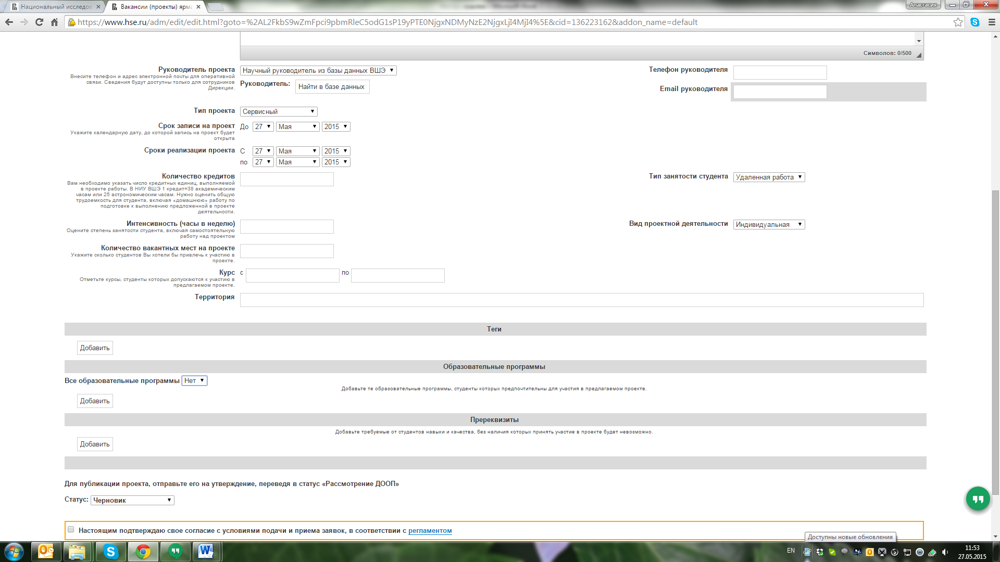 Национальный исследов
Вакансии (проекты) ярма
Анастасия
https://www.hse.ru/adm/edit/edit.html?goto=%2AL2FkbS9wZmFpci9pbmRleC5odG1sP19yPTE0NjgxNDMyNzE2NjgxLjI4MjI4%5E&cid=136223162&addon_name=default
Символов: 0/500
Руководитель проекта
Внесите телефон и адрес электронной почты для оперативной
связи. Сведения будут доступны только для сотрудников
Дирекции.
Научный руководитель из базы данных ВШЭ
Руководитель: Найти в базе данных
Телефон руководителя
Email руководителя
Тип проекта Сервисный
Срок записи на проект До 27 Мая 2015
Укажите календарную дату, до которой запись на проект будет
открыта
Сроки реализации проекта С 27 Мая 2015
по 27 Мая 2015
Количество кредитов
Вам необходимо указать число кредитных единиц, выполняемой
в проекте работы. В НИУ ВШЭ 1 кредит=38 академическим
часам или 25 астрономическим часам. Нужно оценить общую
трудоемкость для студента, включая «домашнюю» работу по
подготовке к выполнению предложенной в проекте
деятельности.
Тип занятости студента Удаленная работа
Интенсивность (часы в неделю)
Оцените степень занятости студента, включая самостоятельную
работу над проектом
Вид проектной деятельности Индивидуальная
Количество вакантных мест на проекте
Укажите сколько студентов Вы хотели бы привлечь к участию в
проекте.
Курс с по
Отметьте курсы, студенты которых допускаются к участию в
предлагаемом проекте.
Территория
Теги
Добавить
Образовательные программы
Все образовательные программы Нет
Добавьте те образовательные программы, студенты которых предпочтительны для участия в предлагаемом проекте.
Добавить
Пререквизиты
Добавьте требуемые от студентов навыки и качества, без наличия которых принять участие в проекте будет невозможно.
Добавить
Для публикации проекта, отправьте его на утверждение, переведя в статус «Рассмотрение ДООП»
Статус: Черновик
Настоящим подтверждаю свое согласие с условиями подачи и приема заявок, в соответствии с регламентом
Доступны новые обновления
EN
11:53
27.05.2015